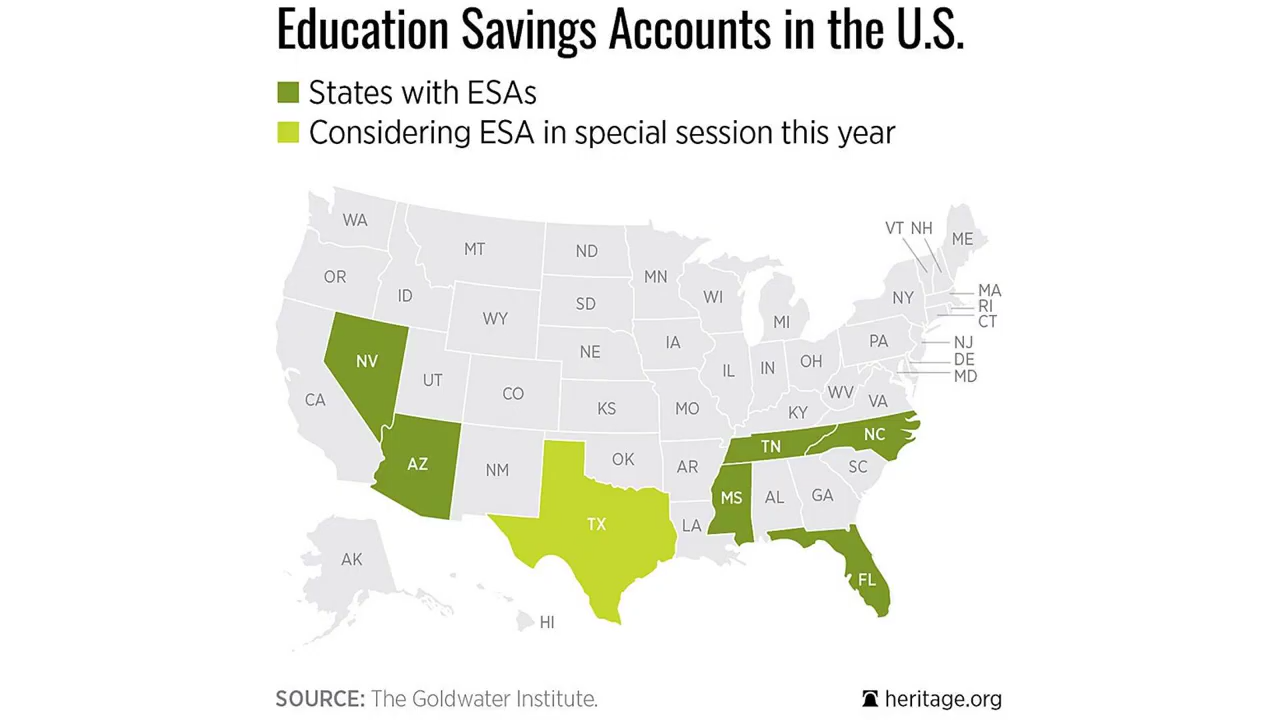 Education Savings Accounts in the U.S.
States with ESAs
Considering ESA in special session this year
WA
OR
CA
NV
ID
MT
WY
UT
AZ
CO
NM
ND
SD
NE
KS
OK
TX
MN
IA
MO
AR
LA
WI
IL
MI
IN
OH
KY
TN
MS
AL
GA
FL
SC
NC
VA
WV
PA
NY
VT NH
ME
MA
RI
CT
NJ
DE
MD
AK
HI
SOURCE: The Goldwater Institute.
heritage.org